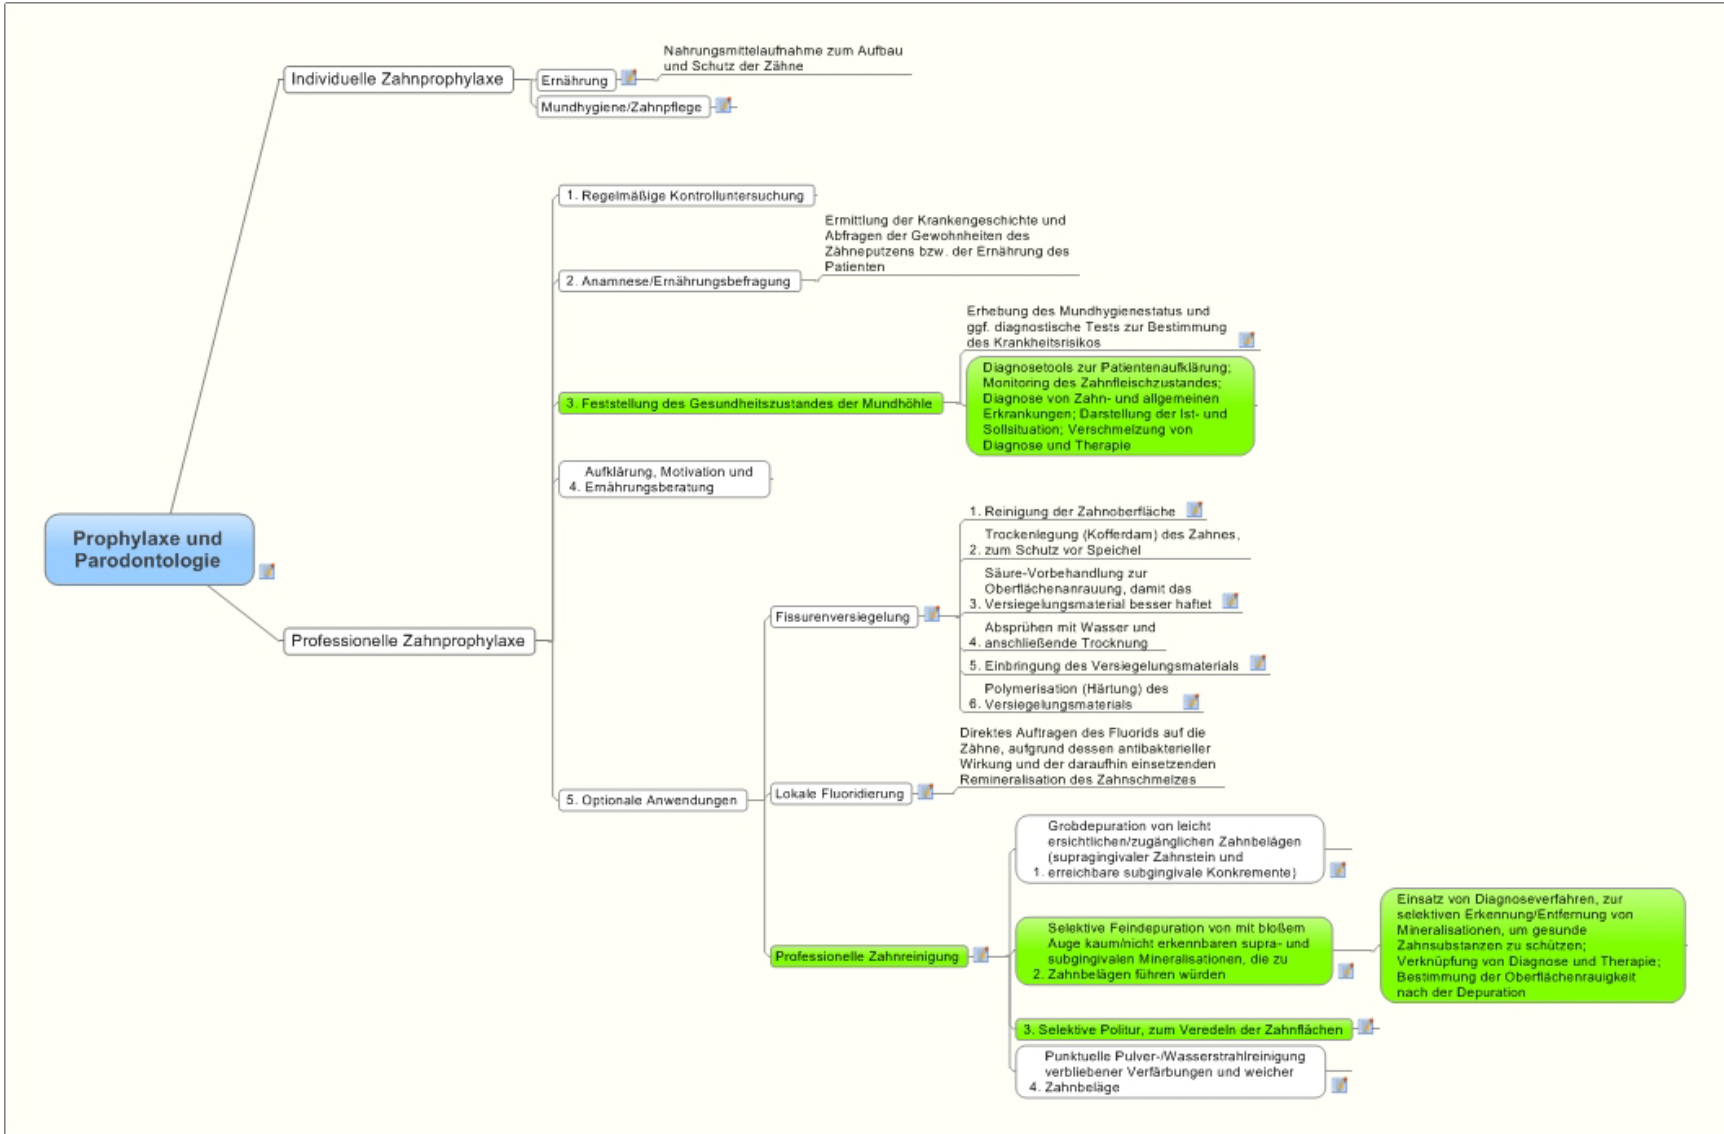 Prophylaxe und
Parodontologie
Individuelle Zahnprophylaxe
Ernährung
Nahrungsmittelaufnahme zum Aufbau
und Schutz der Zähne
Mundhygiene/Zahnpflege
Professionelle Zahnprophylaxe
1. Regelmäßige Kontrolluntersuchung
2. Anamnese/Ernährungsbefragung
Ermittlung der Krankengeschichte und
Abfragen der Gewohnheiten des
Zähneputzens bzw. der Ernährung des
Patienten
3. Feststellung des Gesundheitszustandes der Mundhöhle
Erhebung des Mundhygienestatus und
ggf. diagnostische Tests zur Bestimmung
des Krankheitsrisikos
Diagnosetools zur Patientenaufklärung;
Monitoring des Zahnfleischzustandes;
Diagnose von Zahn- und allgemeinen
Erkrankungen; Darstellung der Ist- und
Sollsituation; Verschmelzung von
Diagnose und Therapie
Aufklärung, Motivation und
4. Ernährungsberatung
5. Optionale Anwendungen
Fissurenversiegelung
1. Reinigung der Zahnoberfläche
Trockenlegung (Kofferdam) des Zahnes,
2. zum Schutz vor Speichel
Säure-Vorbehandlung zur
Oberflächenanrauung, damit das
3. Versiegelungsmaterial besser haftet
Absprühen mit Wasser und
4. anschließende Trocknung
5. Einbringung des Versiegelungsmaterials
Polymerisation (Härtung) des
6. Versiegelungsmaterials
Lokale Fluoridierung
Direktes Auftragen des Fluorids auf die
Zähne, aufgrund dessen antibakterieller
Wirkung und der daraufhin einsetzenden
Remineralisation des Zahnschmelzes
Professionelle Zahnreinigung
Grobdepuration von leicht
ersichtlichen/zugänglichen Zahnbelägen
(supragingivaler Zahnstein und
1. erreichbare subgingivale Konkremente)
Selektive Feindepuration von mit bloßem
Auge kaum/nicht erkennbaren supra- und
subgingivalen Mineralisationen, die zu
2. Zahnbelägen führen würden
Einsatz von Diagnoseverfahren, zur
selektiven Erkennung/Entfernung von
Mineralisationen, um gesunde
Zahnsubstanzen zu schützen;
Verknüpfung von Diagnose und Therapie;
Bestimmung der Oberflächenrauigkeit
nach der Depuration
3. Selektive Politur, zum Veredeln der Zahnflächen
Punktuelle Pulver-/Wasserstrahlreinigung
verbliebener Verfärbungen und weicher
4. Zahnbeläge